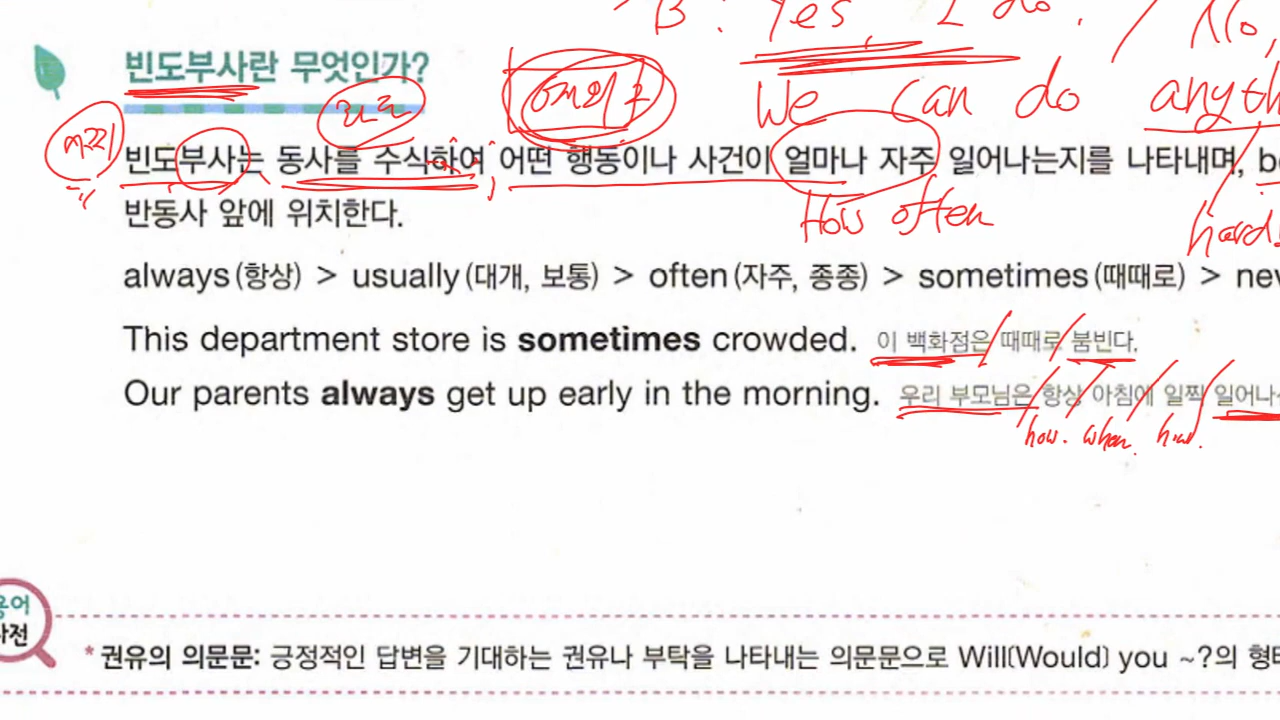 B: Yes, I do. / No,
빈도부사란 무엇인가?
We can do anyth
빈도부사는 동사를 수식하여 어떤 행동이나 사건이 얼마나 자주 일어나는지를 나타내며, be
반동사 앞에 위치한다.
How often
hard
always(항상) > usually(대개, 보통) > often(자주, 종종) > sometimes(때때로) > nev
This department store is sometimes crowded. 이 백화점은/때때로/붐빈다.
Our parents always get up early in the morning. 우리 부모님은/항상/아침에/일찍/일어나
how. when. how.
용어
사전
* 권유의 의문문: 긍정적인 답변을 기대하는 권유나 부탁을 나타내는 의문문으로 Will(Would) you ~?의 형태